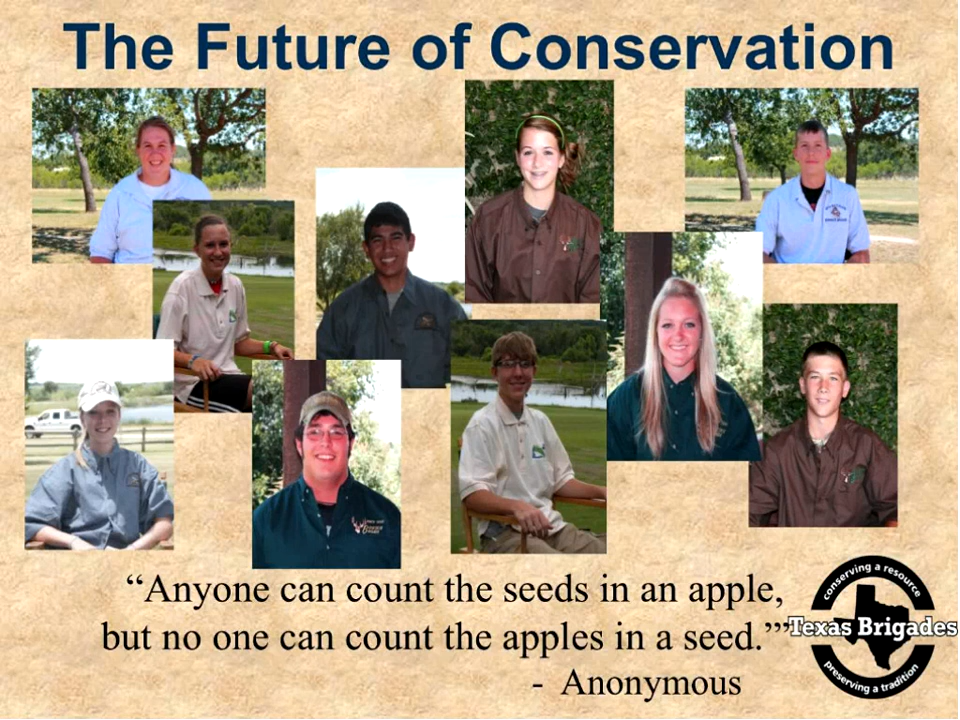 The Future of Conservation
“Anyone can count the seeds in an apple,
but no one can count the apples in a seed.’”
- Anonymous
conserving a resource
Texas Brigades
preserving a tradition